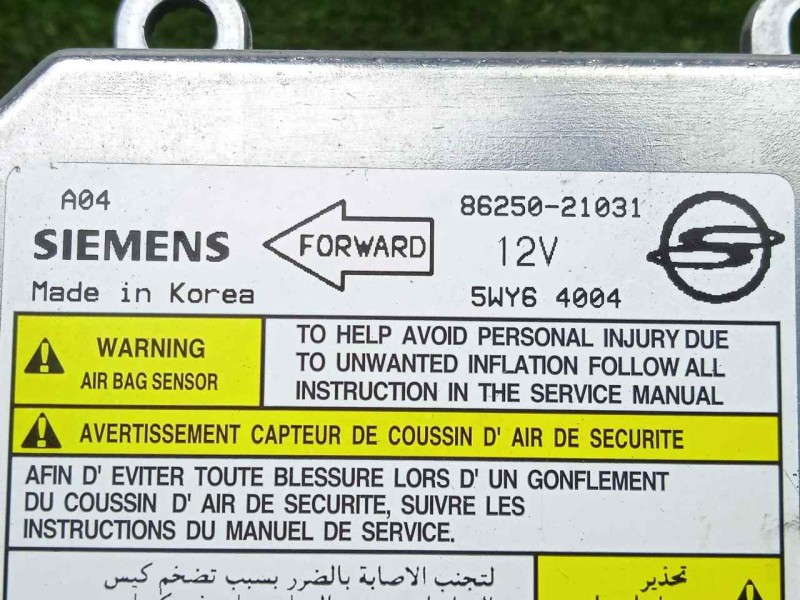 A04
SIEMENS
FORWARD
86250-21031
12V
5WY6 4004
Made in Korea
WARNING
AIR BAG SENSOR
TO HELP AVOID PERSONAL INJURY DUE
TO UNWANTED INFLATION FOLLOW ALL
INSTRUCTION IN THE SERVICE MANUAL
AVERTISSEMENT CAPTEUR DE COUSSIN D' AIR DE SECURITE
AFIN D' EVITER TOUTE BLESSURE LORS D' UN GONFLEMENT
DU COUSSIN D' AIR DE SECURITE, SUIVRE LES
INSTRUCTIONS DU MANUEL DE SERVICE.
لتجنب الاصابة بالضرر بسبب تضخم كيس
تحذير